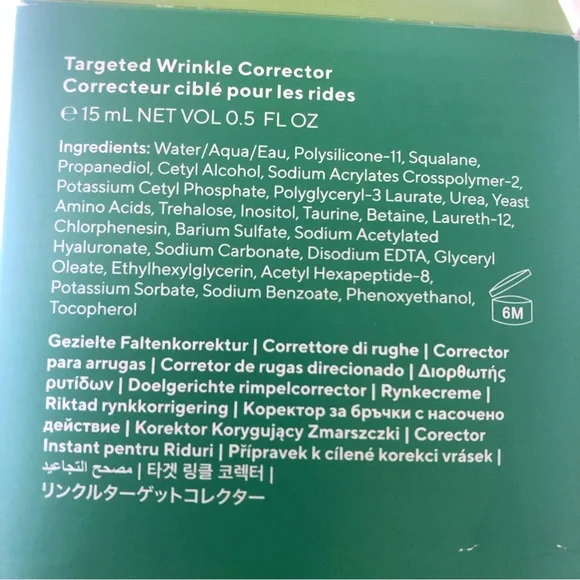 Targeted Wrinkle Corrector
Correcteur ciblé pour les rides
℮ 15 mL NET VOL 0.5 FL OZ
Ingredients: Water/Aqua/Eau, Polysilicone-11, Squalane,
Propanediol, Cetyl Alcohol, Sodium Acrylates Crosspolymer-2,
Potassium Cetyl Phosphate, Polyglyceryl-3 Laurate, Urea, Yeast
Amino Acids, Trehalose, Inositol, Taurine, Betaine, Laureth-12,
Chlorphenesin, Barium Sulfate, Sodium Acetylated
Hyaluronate, Sodium Carbonate, Disodium EDTA, Glyceryl
Oleate, Ethylhexylglycerin, Acetyl Hexapeptide-8,
Potassium Sorbate, Sodium Benzoate, Phenoxyethanol,
Tocopherol
6M
Gezielte Faltenkorrektur | Correttore di rughe | Corrector
para arrugas | Corretor de rugas direcionado | Διορθωτής
ρυτίδων | Doelgerichte rimpelcorrector | Rynkecreme |
Riktad rynkkorrigering | Коректор за бръчки с насочено
действие | Korektor Korygujący Zmarszczki | Corector
Instant pentru Riduri | Přípravek k cílené korekci vrásek |
مصحح التجاعيد | 타겟 링클 코렉터 |
リンクルターゲットコレクター